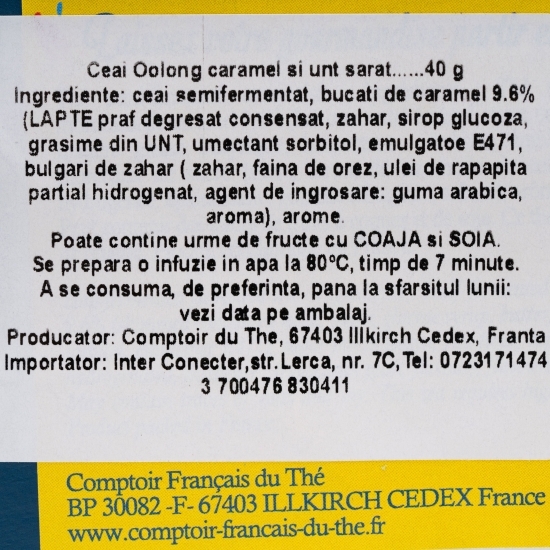 Ceai Oolong caramel si unt sarat......40 g
Ingrediente: ceai semifermentat, bucati de caramel 9.6%
(LAPTE praf degresat consensat, zahar, sirop glucoza,
grasime din UNT, umectant sorbitol, emulgatoe E471,
bulgari de zahar ( zahar, faina de orez, ulei de rapapita
partial hidrogenat, agent de ingrosare: guma arabica,
aroma), arome.
Poate contine urme de fructe cu COAJA si SOIA.
Se prepara o infuzie in apa la 80°C, timp de 7 minute.
A se consuma, de preferinta, pana la sfarsitul lunii:
vezi data pe ambalaj.
Producator: Comptoir du The, 67403 Illkirch Cedex, Franta
Importator: Inter Conecter,str.Lerca, nr. 7C,Tel: 0723171474
3 700476 830411
Comptoir Français du Thé
BP 30082 -F- 67403 ILLKIRCH CEDEX France
www.comptoir-francais-du-the.fr